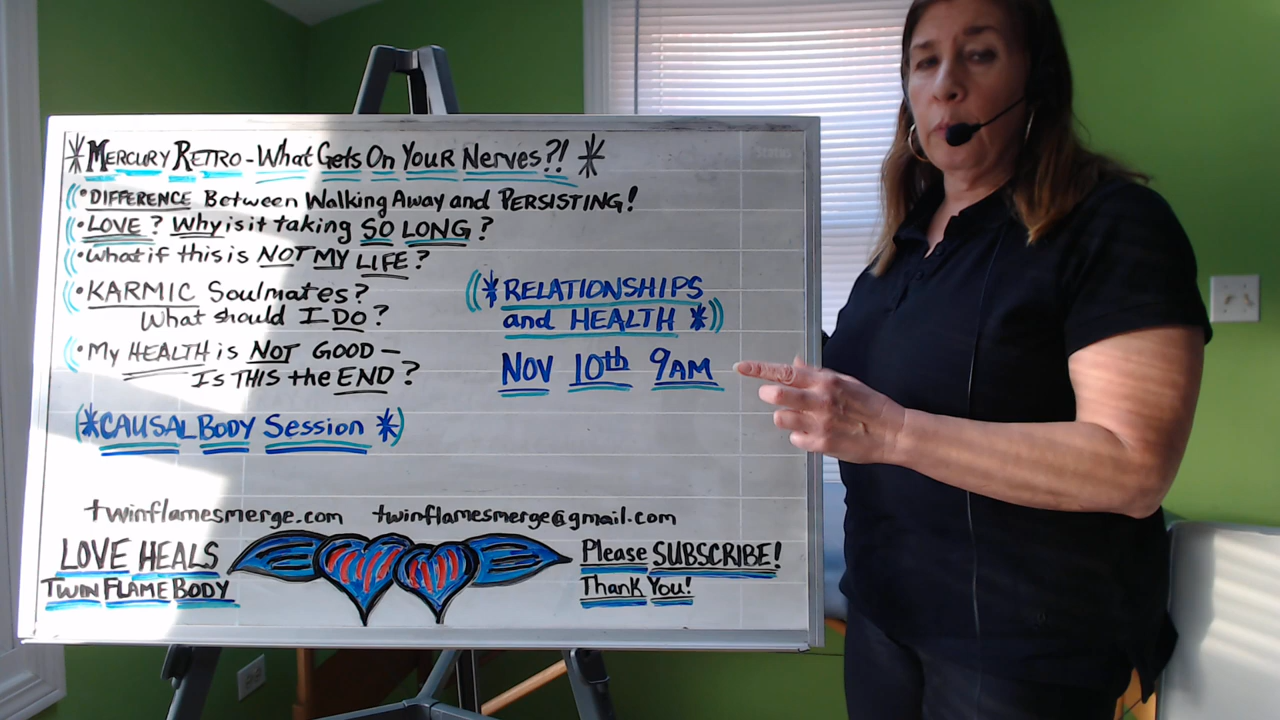 *MERCURY RETRO - What Gets On Your Nerves?! *
((• DIFFERENCE Between Walking Away and PERSISTING!
((• LOVE? Why is it taking SO LONG?
((• What if this is NOT MY LIFE?
((• KARMIC Soulmates?
What should I DO?
((• My HEALTH is NOT GOOD —
Is THIS the END?
(*CAUSAL BODY Session *)
((* RELATIONSHIPS
and HEALTH *))
Nov 10th 9AM
twinflamesmerge.com twinflamesmerge@gmail.com
LOVE HEALS
TWIN FLAME BODY
Please SUBSCRIBE!
Thank You!